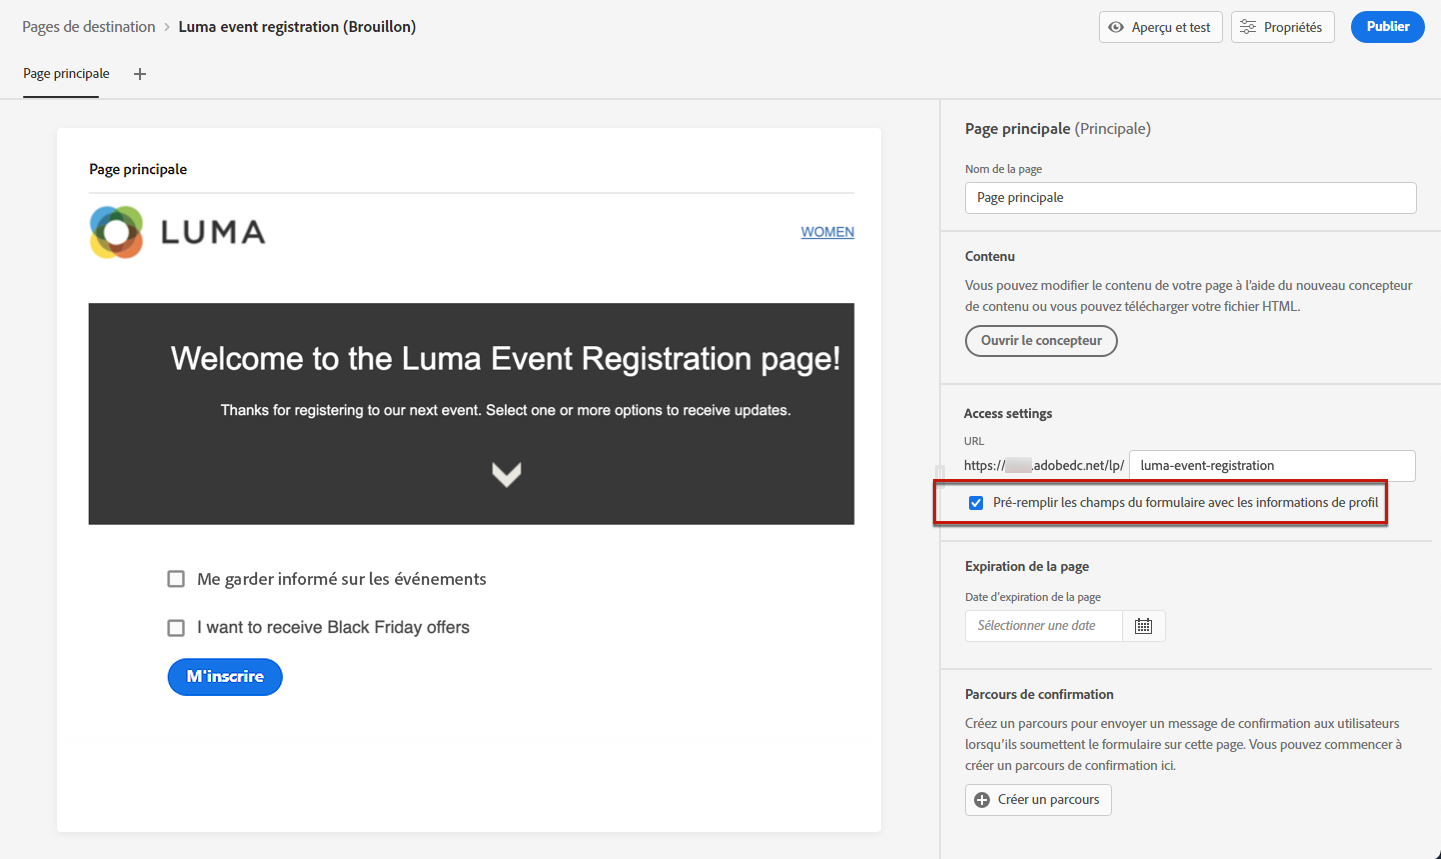 Pages de destination > Luma event registration (Brouillon)
Aperçu et test
Propriétés
Publier
Page principale +
Page principale
LUMA
WOMEN
Welcome to the Luma Event Registration page!
Thanks for registering to our next event. Select one or more options to receive updates.
Me garder informé sur les événements
I want to receive Black Friday offers
M'inscrire
Page principale (Principale)
Nom de la page
Page principale
Contenu
Vous pouvez modifier le contenu de votre page à l'aide du nouveau concepteur
de contenu ou vous pouvez télécharger votre fichier HTML.
Ouvrir le concepteur
Access settings
URL
https:// .adobedc.net/lp/ luma-event-registration
Pré-remplir les champs du formulaire avec les informations de profil
Expiration de la page
Date d'expiration de la page
Sélectionner une date
Parcours de confirmation
Créez un parcours pour envoyer un message de confirmation aux utilisateurs
lorsqu'ils soumettent le formulaire sur cette page. Vous pouvez commencer à
créer un parcours de confirmation ici.
Créer un parcours